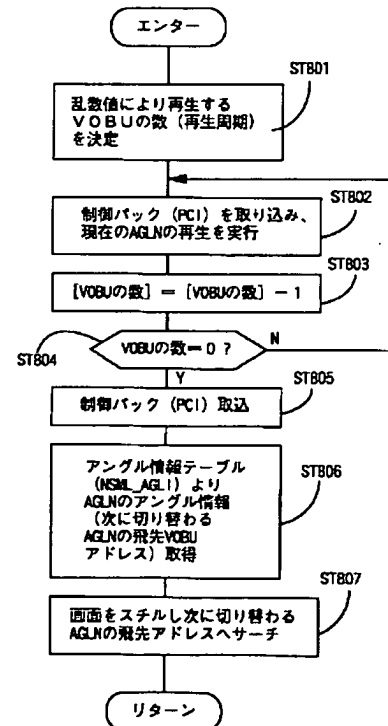 エンター
ST801
乱数値により再生する
VOBUの数(再生周期)
を決定
ST802
制御パック(PCI)を取り込み、
現在のAGLNの再生を実行
ST803
[VOBUの数]=[VOBUの数]-1
ST804
VOBUの数=0?
N
Y
ST805
制御パック(PCI)取込
ST806
アングル情報テーブル
(NSML_AGLI)より
AGLNのアングル情報
(次に切り替わる
AGLNの飛先VOBU
アドレス)取得
ST807
画面をスチルし次に切り替わる
AGLNの飛先アドレスへサーチ
リターン